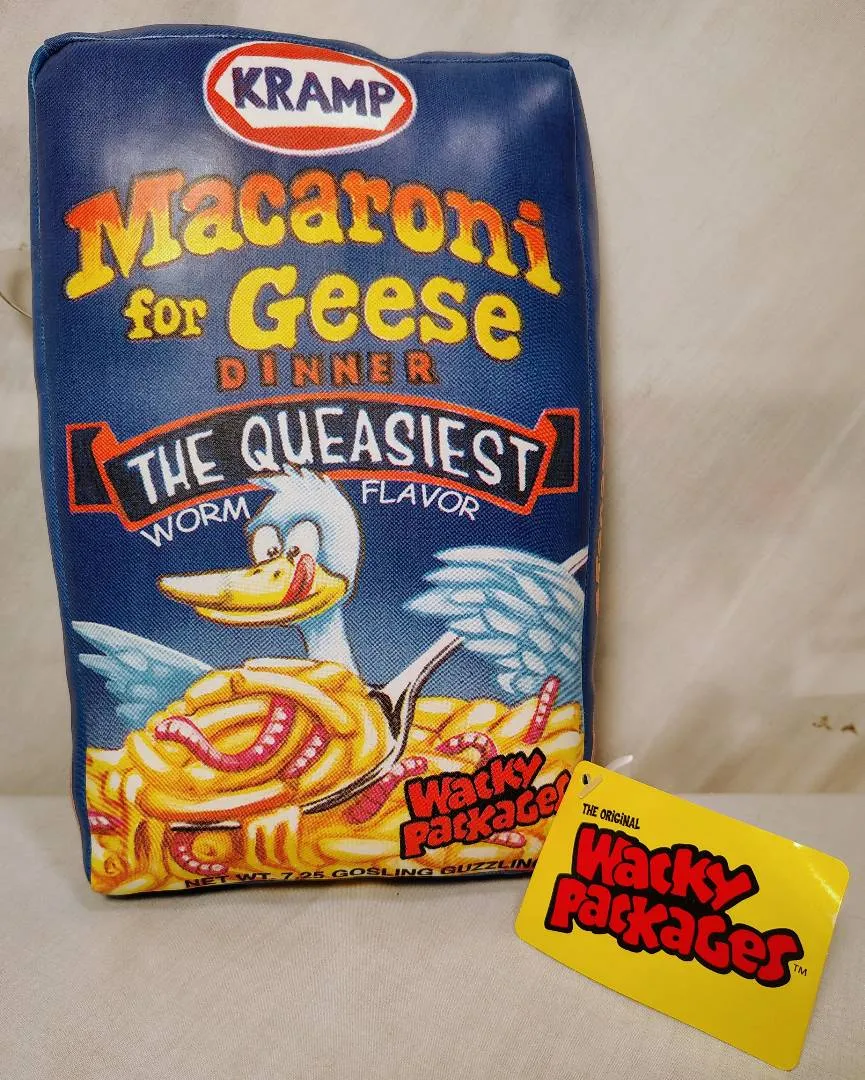 KRAMP
Macaroni
for Geese
DINNER
THE QUEASIEST
WORM FLAVOR
Wacky
Packages
NET WT. 7.25 GOSLING
THE ORIGINAL
Wacky
Packages
TM